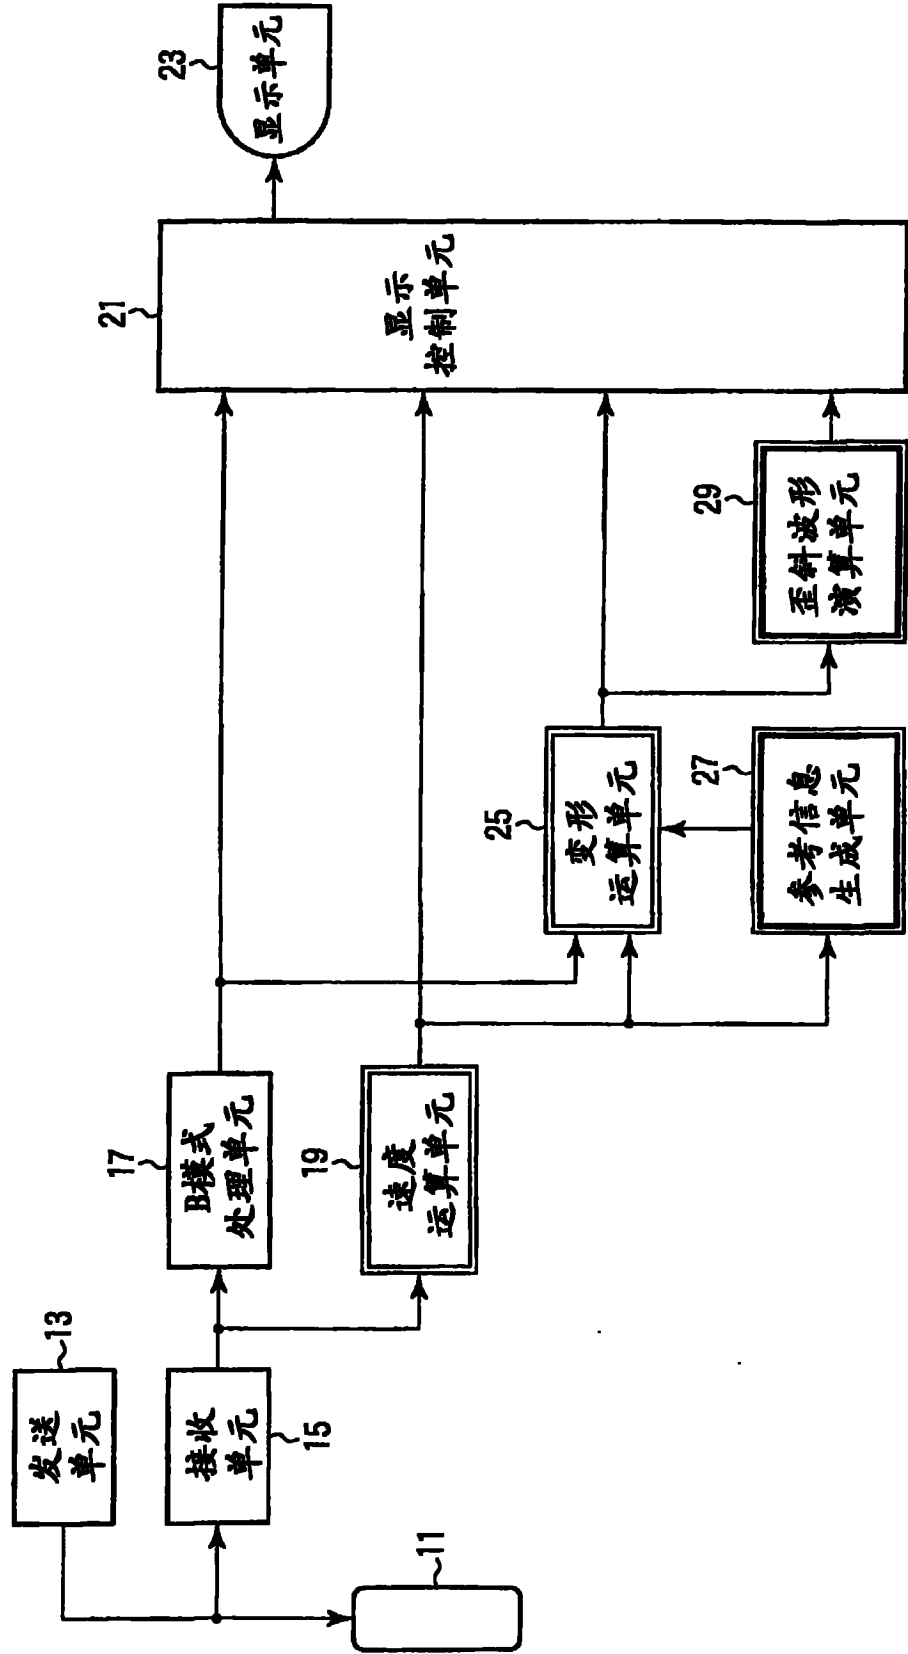 13
发送
单元
接收
单元
15
11
17
B模式
处理单元
19
速度
运算单元
25
变形
运算单元
27
参考信息
生成单元
29
歪斜波形
演算单元
21
显示
控制单元
23
显示单元